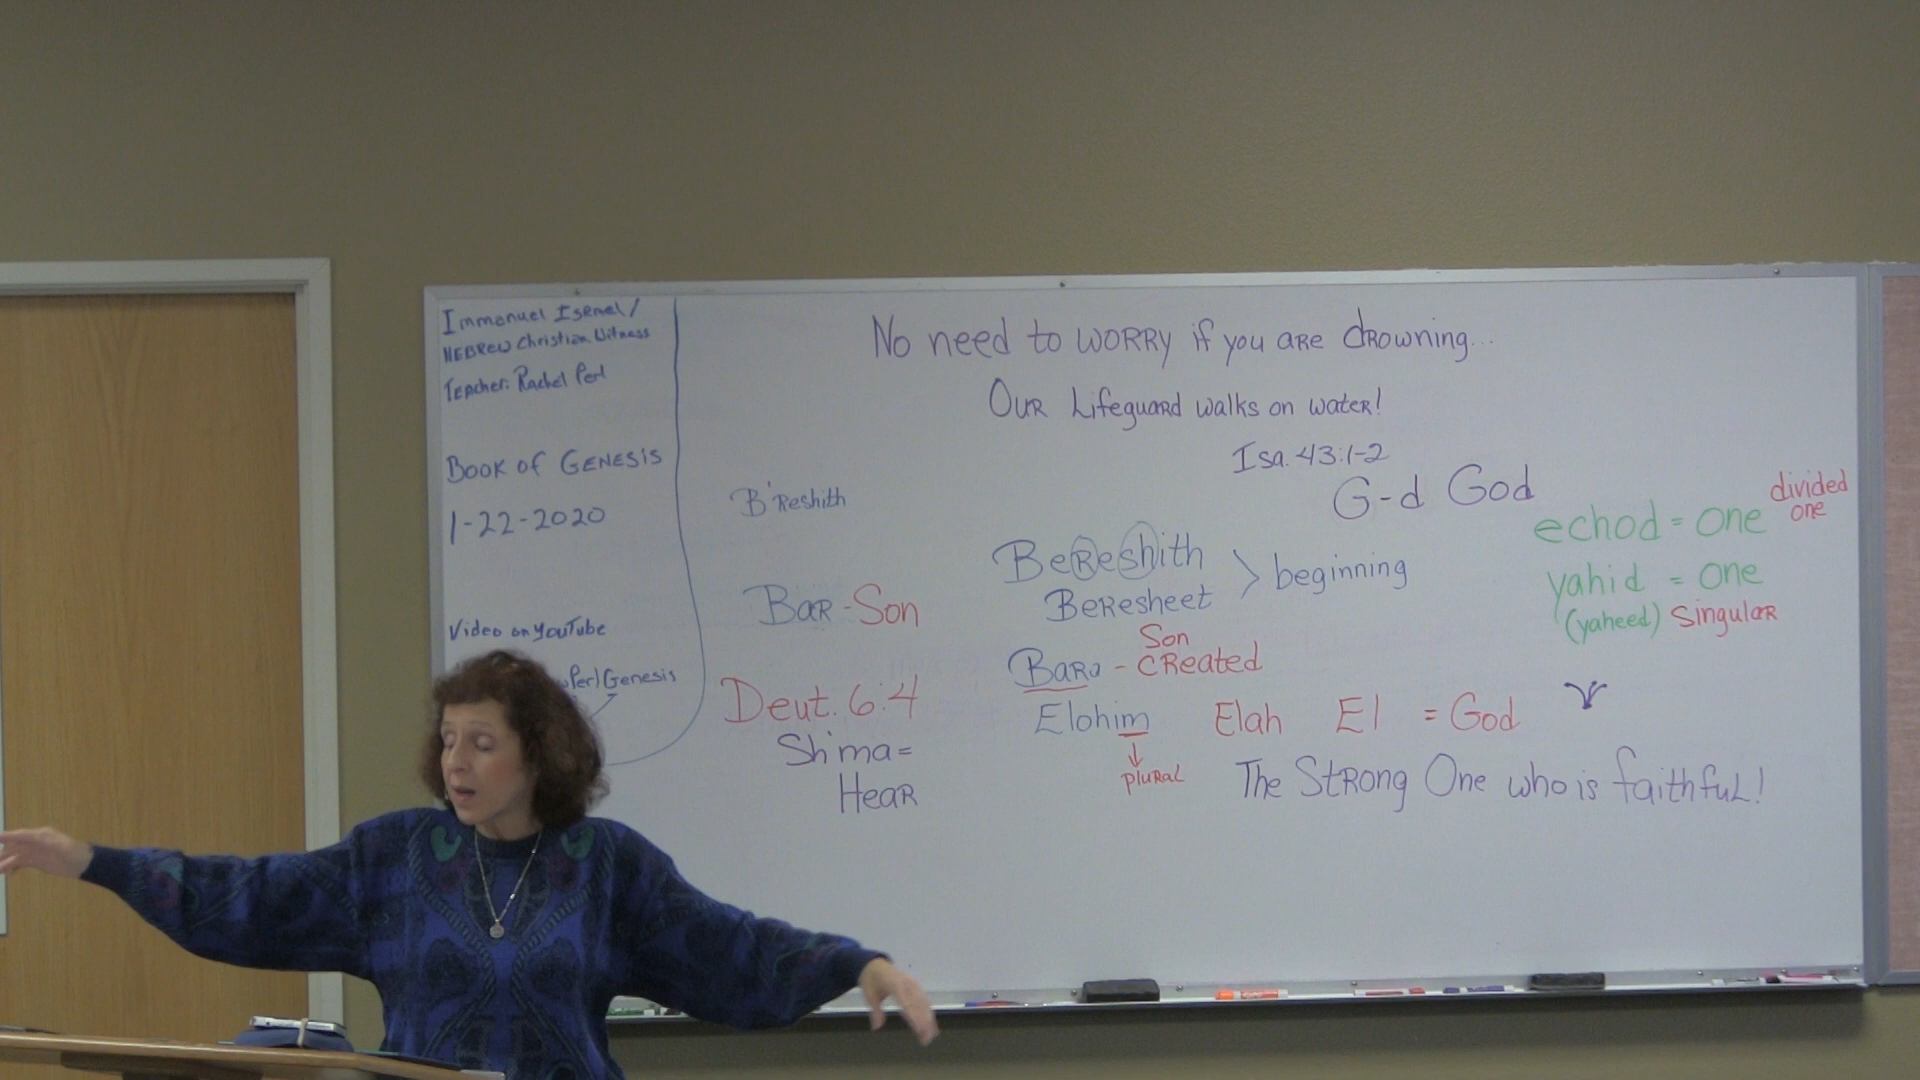 Immanuel Israel/
HEBREW Christian Witness
Teacher: Rachel Perl
BOOK OF GENESIS
1-22-2020
Video on YouTube
Perl Genesis
No need to WORRY if you are drowning...
Our Lifeguard walks on water!
Isa. 43:1-2
G-d God
B'Reshith
BeReshith
BeResheet
> beginning
Bar - Son
Son
Bara - Created
Deut. 6:4
Sh'ma =
Hear
Elohim Elah El = God
plural
The Strong One who is faithful!
echod = one divided one
yahid = one
(yaheed) Singular